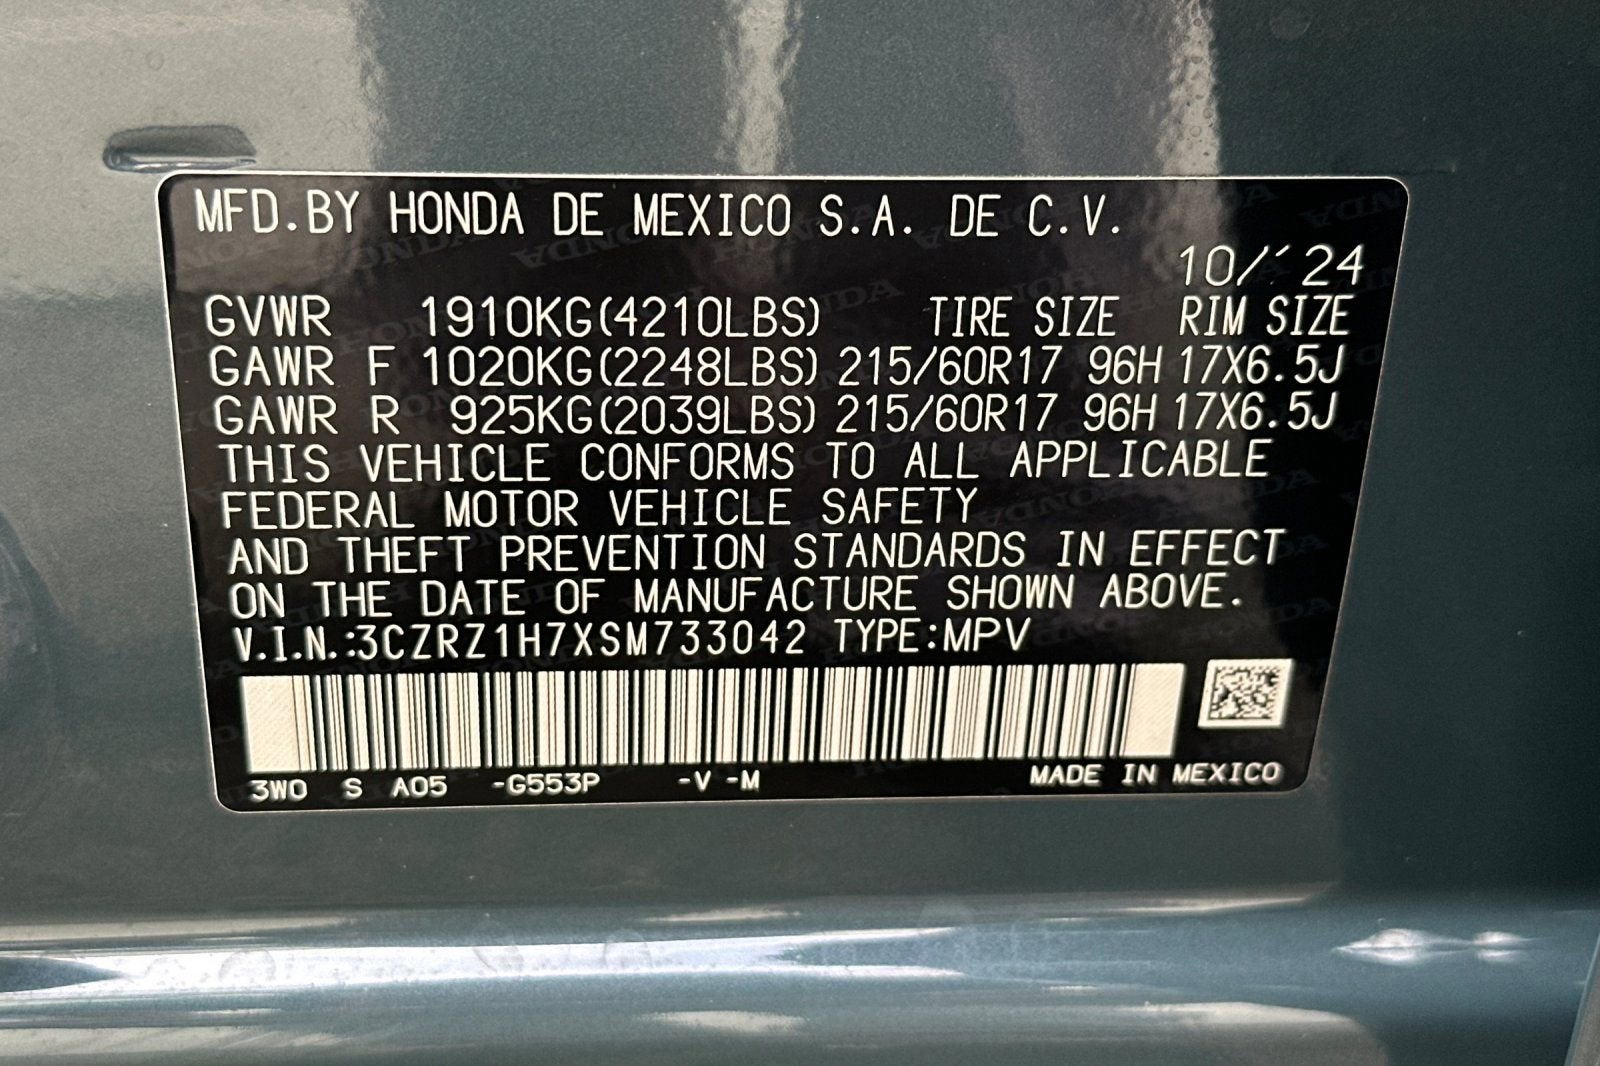 MFD.BY HONDA DE MEXICO S.A. DE C.V.
10/'24
GVWR 1910KG(4210LBS) TIRE SIZE RIM SIZE
GAWR F 1020KG(2248LBS) 215/60R17 96H 17X6.5J
GAWR R 925KG(2039LBS) 215/60R17 96H 17X6.5J
THIS VEHICLE CONFORMS TO ALL APPLICABLE
FEDERAL MOTOR VEHICLE SAFETY
AND THEFT PREVENTION STANDARDS IN EFFECT
ON THE DATE OF MANUFACTURE SHOWN ABOVE.
V.I.N.:3CZRZ1H7XSM733042 TYPE:MPV
3W0 S A05 -G553P -V -M MADE IN MEXICO